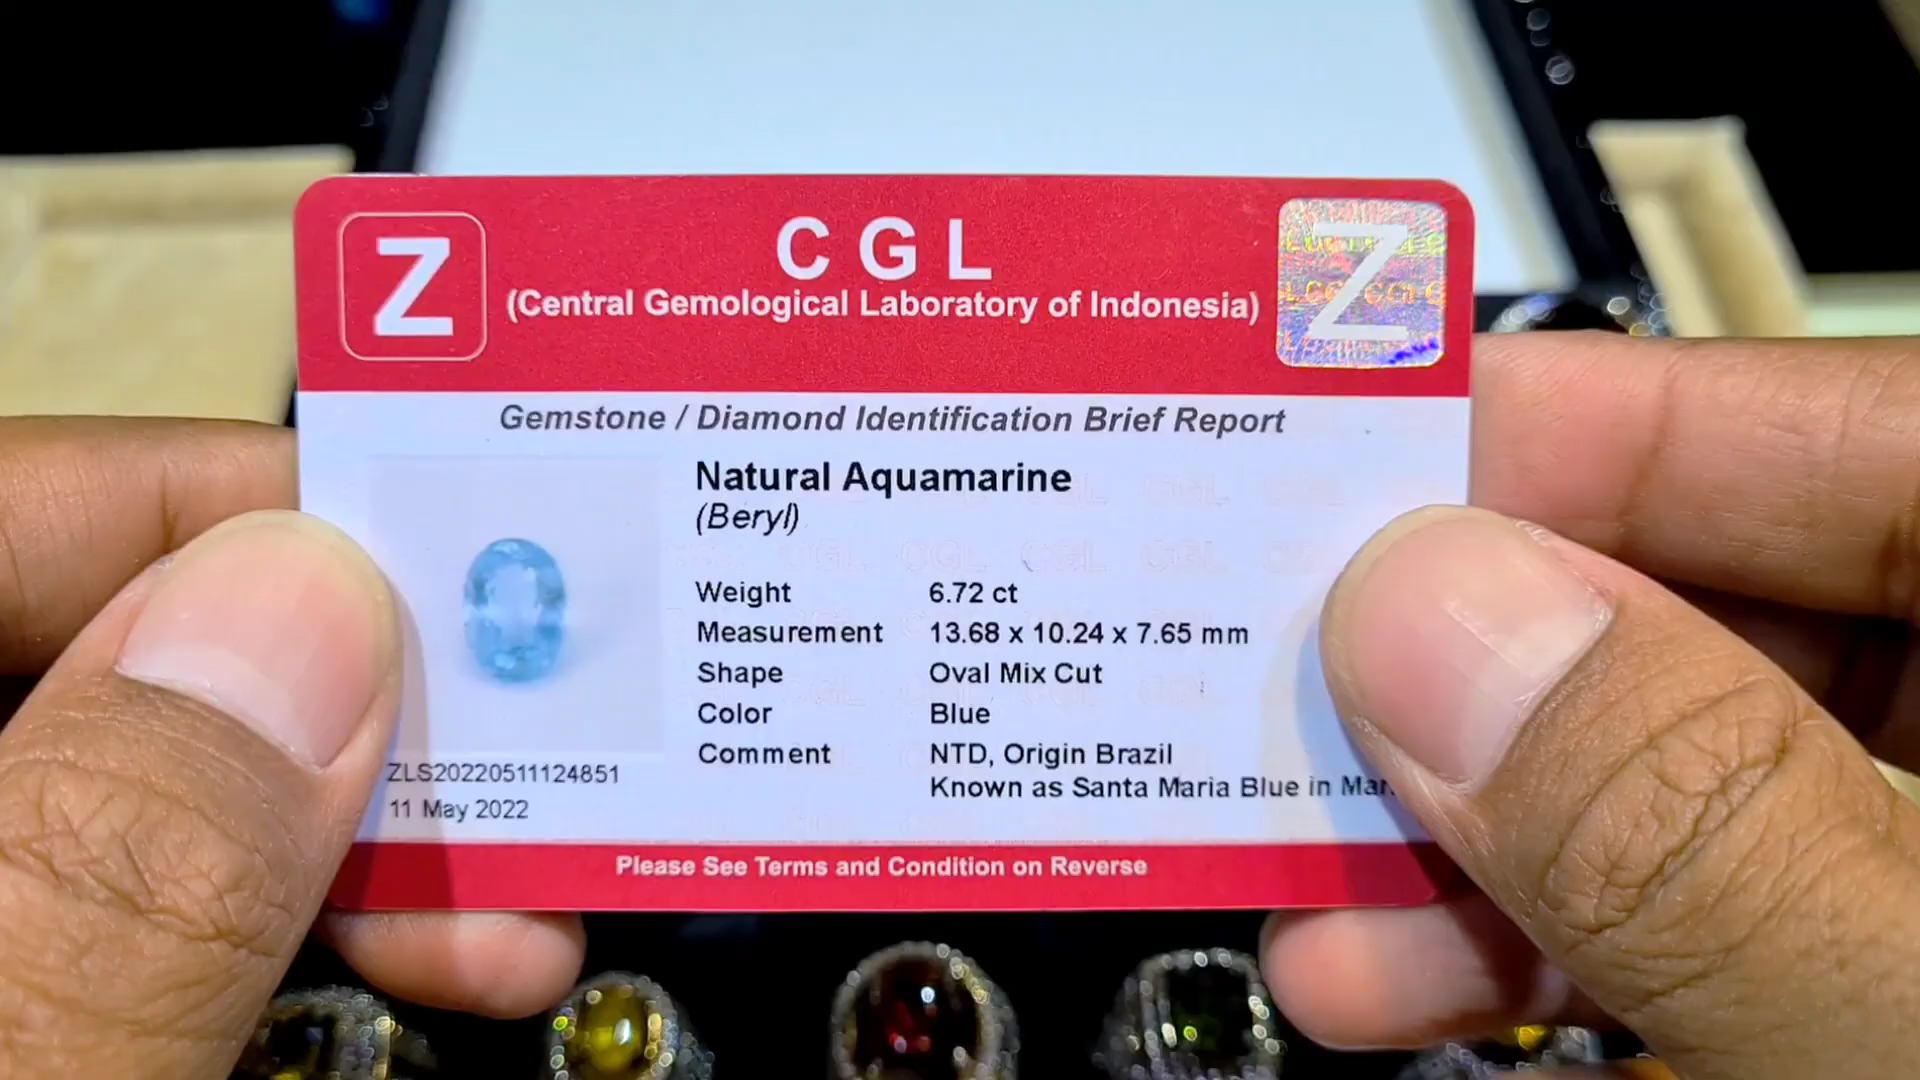 Z
CGL
(Central Gemological Laboratory of Indonesia)
Z
Gemstone / Diamond Identification Brief Report
Natural Aquamarine
(Beryl)
Weight 6.72 ct
Measurement 13.68 x 10.24 x 7.65 mm
Shape Oval Mix Cut
Color Blue
Comment NTD, Origin Brazil
Known as Santa Maria Blue in
ZLS20220511124851
11 May 2022
Please See Terms and Condition on Reverse